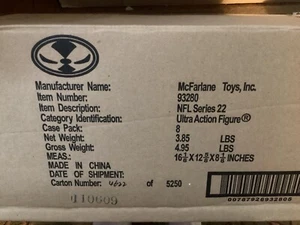 Manufacturer Name: McFarlane Toys, Inc.
Item Number: 93280
Item Description: NFL Series 22
Category Identification: Ultra Action Figure®
Case Pack: 8
Net Weight: 3.85 LBS
Gross Weight: 4.95 LBS
MEAS.: INCHES
MADE IN CHINA
DATE OF SHIPMENT:
Carton Number: of 5250
010609